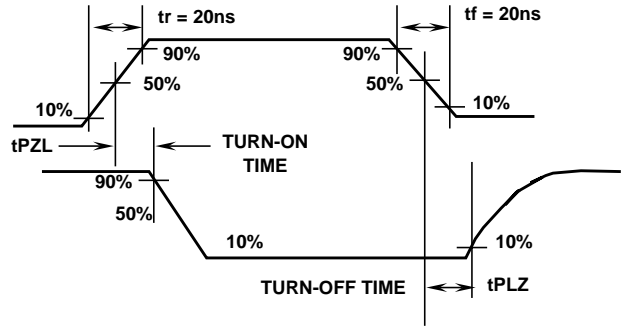 tr = 20ns
tf = 20ns
90%
90%
50%
50%
10%
10%
tPZL
TURN-ON
TIME
90%
50%
10%
10%
TURN-OFF TIME
tPLZ